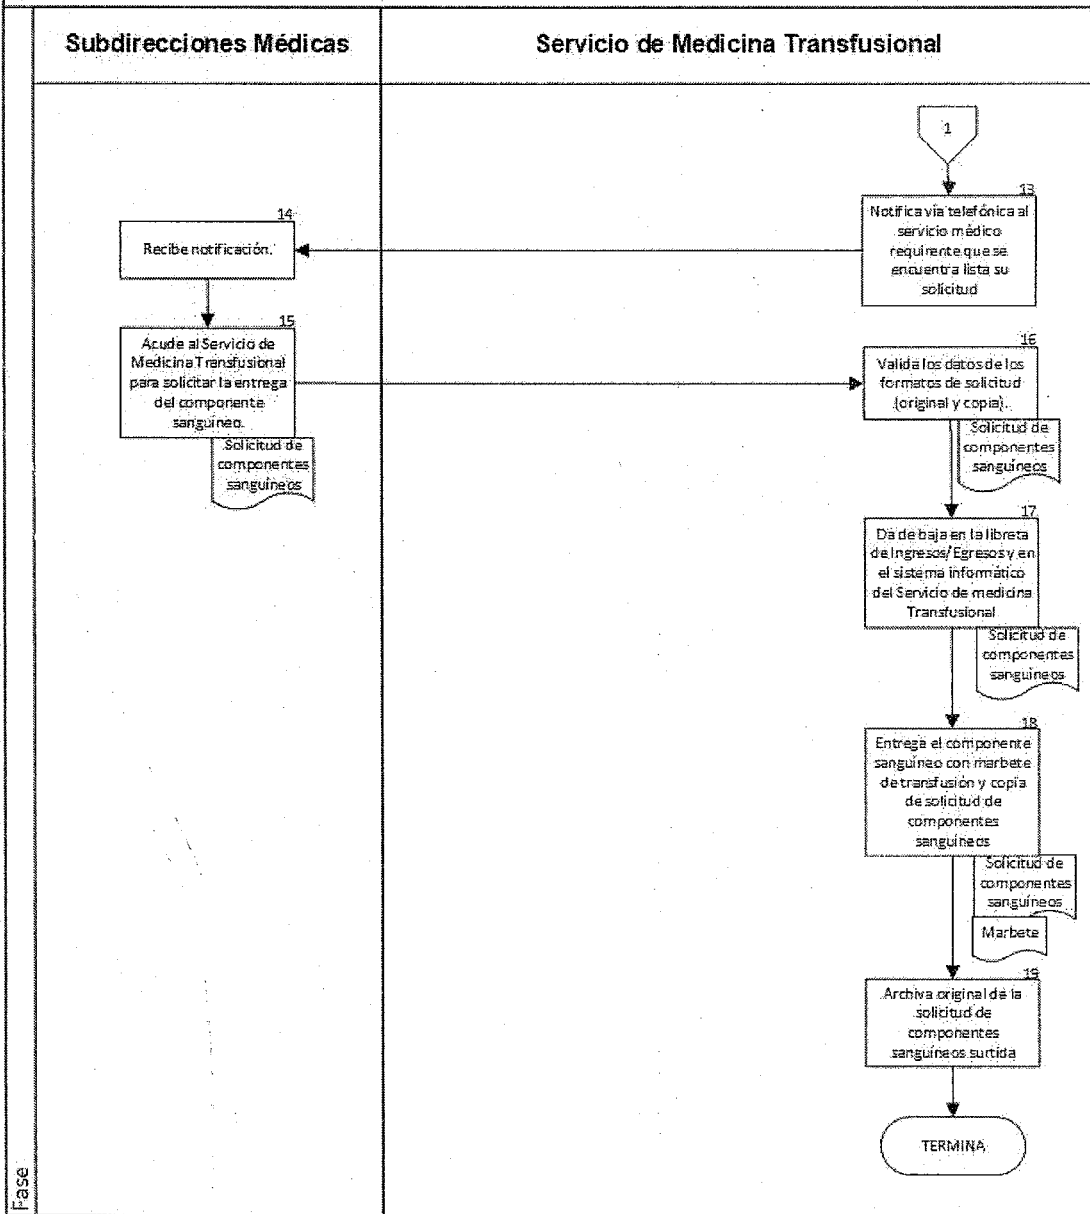 Subdirecciones Médicas
Servicio de Medicina Transfusional
1
13
Notifica vía telefónica al
servicio médico
requirente que se
encuentra lista su
solicitud
14
Recibe notificación.
15
Acude al Servicio de
Medicina Transfusional
para solicitar la entrega
del componente
sanguíneo.
Solicitud de
componentes
sanguíneos
16
Valida los datos de los
formatos de solicitud
(original y copia).
Solicitud de
componentes
sanguíneos
17
Da de baja en la libreta
de Ingresos/Egresos y en
el sistema informático
del Servicio de medicina
Transfusional
Solicitud de
componentes
sanguíneos
18
Entrega el componente
sanguíneo con marbete
de transfusión y copia
de solicitud de
componentes
sanguíneos
Solicitud de
componentes
sanguíneos
Marbete
19
Archiva original de la
solicitud de
componentes
sanguíneos surtida
TERMINA
Fase